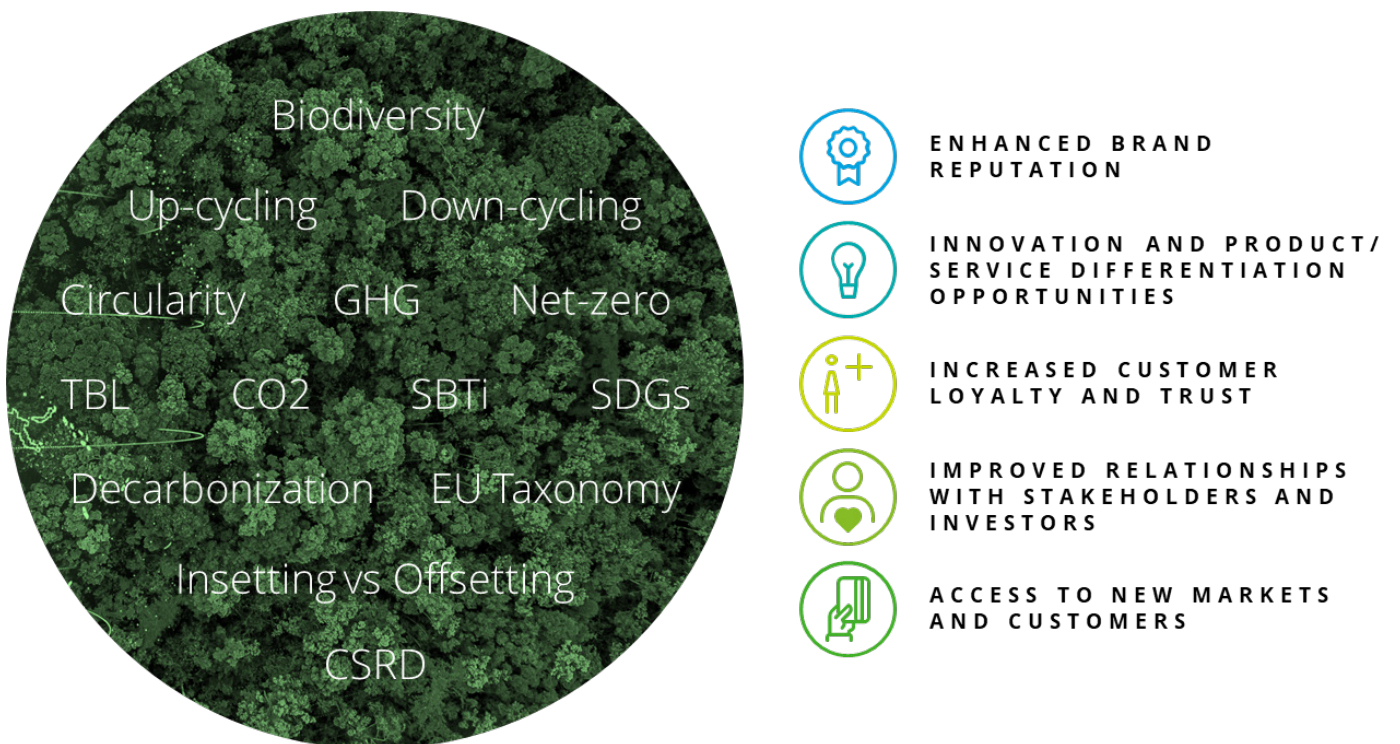 Biodiversity
Up-cycling Down-cycling
Circularity GHG Net-zero
TBL CO2 SBTi SDGs
Decarbonization EU Taxonomy
Insetting vs Offsetting
CSRD
ENHANCED BRAND
REPUTATION
INNOVATION AND PRODUCT/
SERVICE DIFFERENTIATION
OPPORTUNITIES
INCREASED CUSTOMER
LOYALTY AND TRUST
IMPROVED RELATIONSHIPS
WITH STAKEHOLDERS AND
INVESTORS
ACCESS TO NEW MARKETS
AND CUSTOMERS